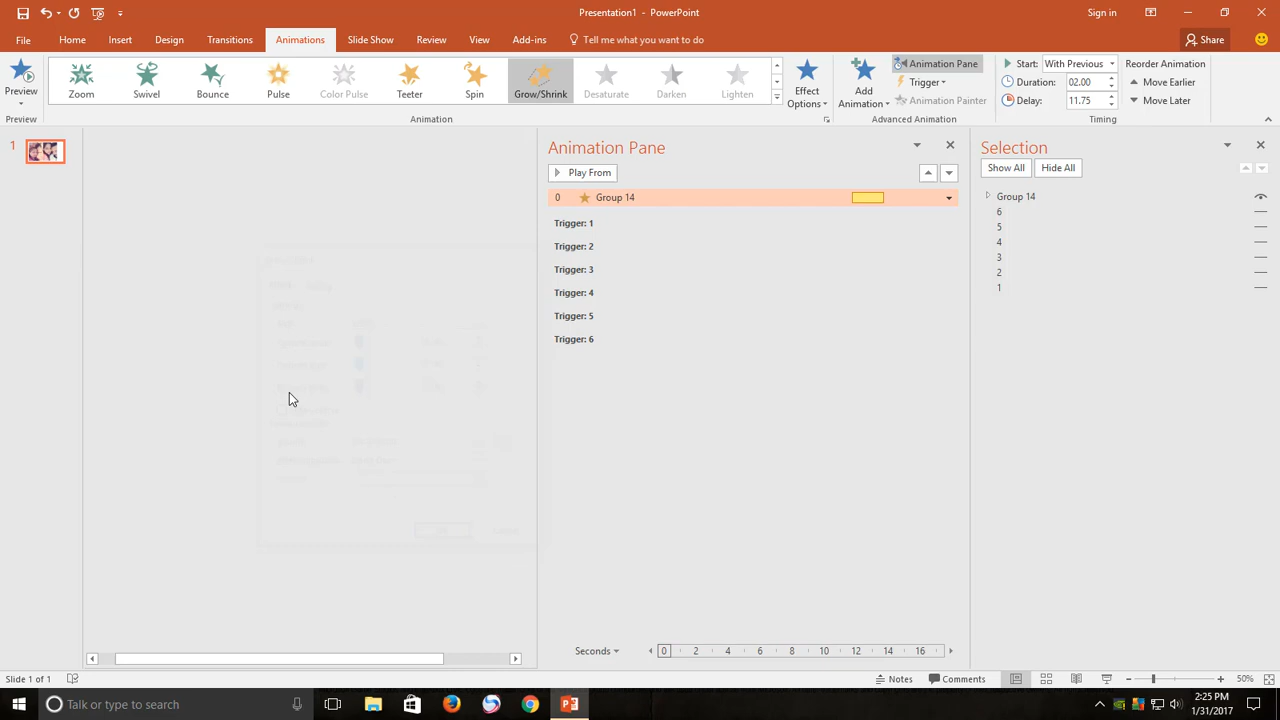 Presentation1 - PowerPoint
Sign in
File Home Insert Design Transitions Animations Slide Show Review View Add-ins Tell me what you want to do
Share
Preview
Zoom Swivel Bounce Pulse Color Pulse Teeter Spin Grow/Shrink Desaturate Darken Lighten
Effect Options
Add Animation
Animation Pane
Trigger
Animation Painter
Start: With Previous
Duration: 02.00
Delay: 11.75
Reorder Animation
Move Earlier
Move Later
Preview
Animation
Advanced Animation
Timing
1
Animation Pane
Play From
0 Group 14
Trigger: 1
Trigger: 2
Trigger: 3
Trigger: 4
Trigger: 5
Trigger: 6
Seconds 0 2 4 6 8 10 12 14 16
Selection
Show All Hide All
Group 14
6
5
4
3
2
1
Slide 1 of 1
Notes
Comments
50%
Talk or type to search
2:25 PM
1/31/2017